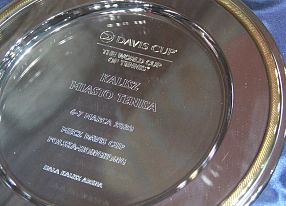 DAVIS CUP
THE WORLD CUP
OF TENNIS
KALISZ
MIASTO TENISA
6-7 MARCA 2020
MECZ DAVIS CUP
POLSKA-HONGKONG
HALA KALISZ ARENA